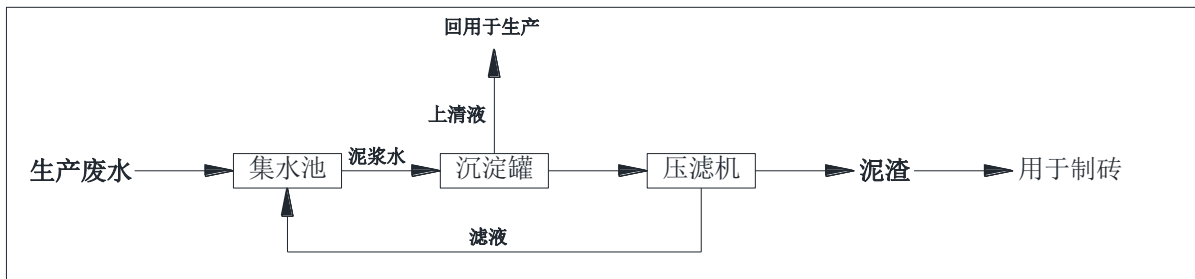 回用于生产
上清液
生产废水
集水池
泥浆水
沉淀罐
压滤机
泥渣
用于制砖
滤液